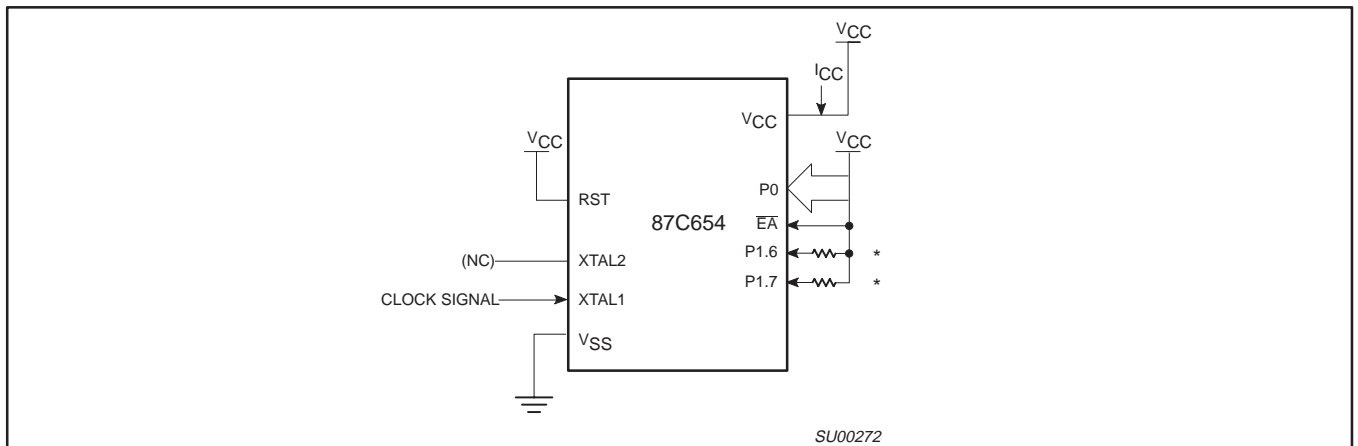 VCC
ICC
VCC
VCC
VCC
P0
RST
87C654
EA
P1.6
*
(NC)
XTAL2
P1.7
*
CLOCK SIGNAL
XTAL1
VSS
SU00272